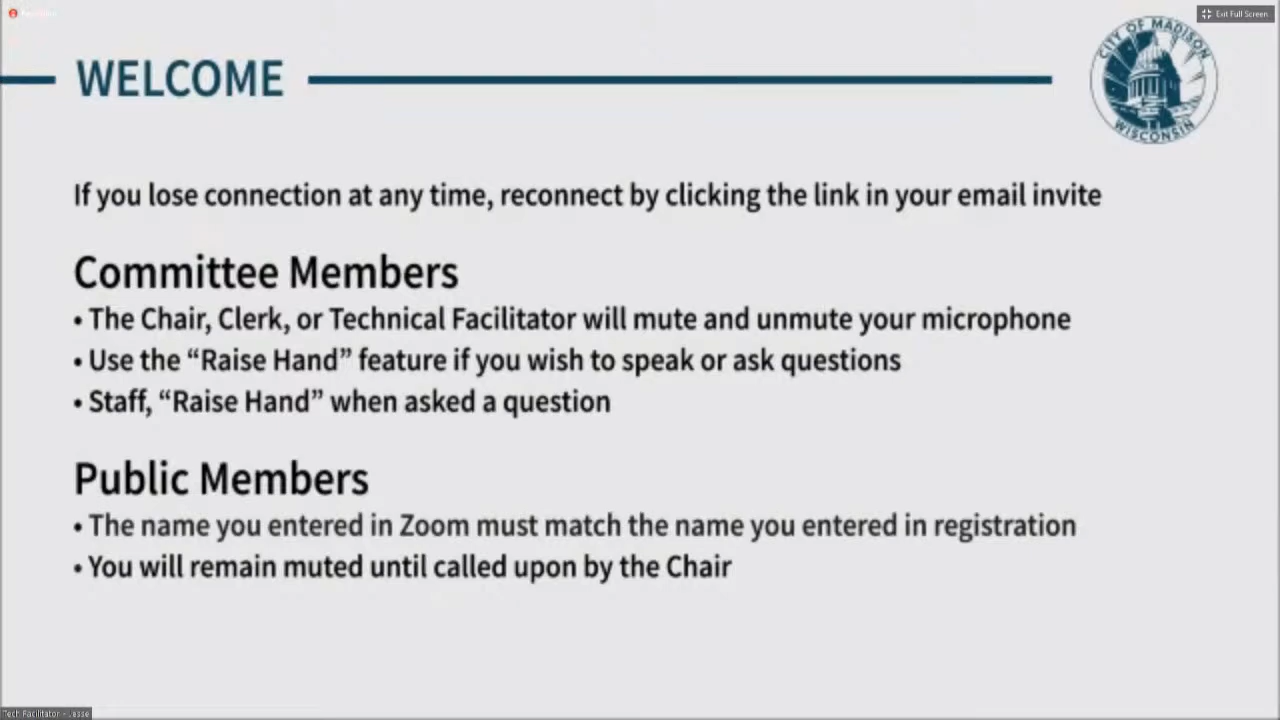 Recording
Exit Full Screen
WELCOME
CITY OF MADISON
WISCONSIN
If you lose connection at any time, reconnect by clicking the link in your email invite
Committee Members
• The Chair, Clerk, or Technical Facilitator will mute and unmute your microphone
• Use the “Raise Hand” feature if you wish to speak or ask questions
• Staff, “Raise Hand” when asked a question
Public Members
• The name you entered in Zoom must match the name you entered in registration
• You will remain muted until called upon by the Chair
Tech Facilitator - Jesse